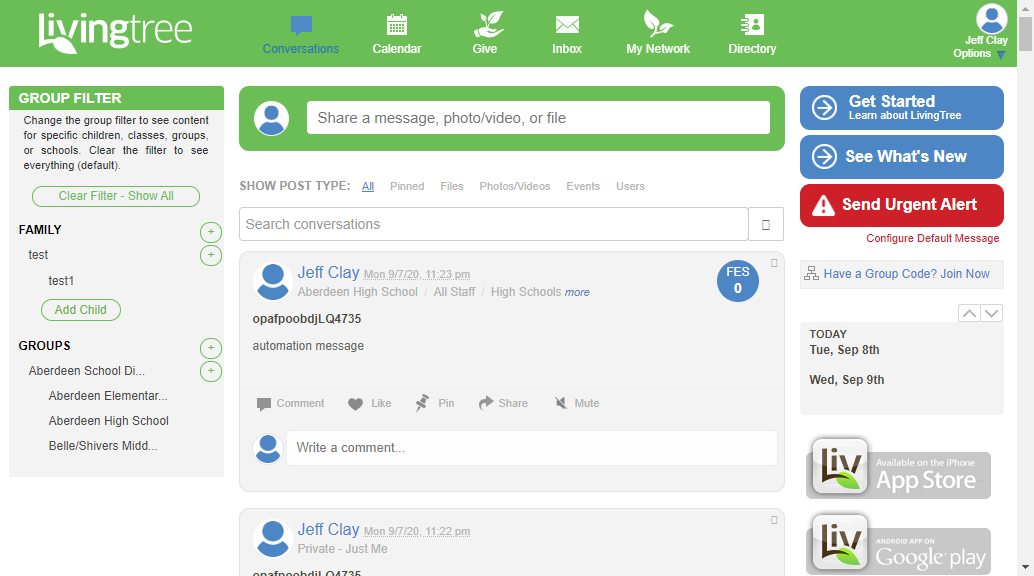 livingtree
Conversations
Calendar
Give
Inbox
My Network
Directory
Jeff Clay
Options
GROUP FILTER
Change the group filter to see content
for specific children, classes, groups,
or schools. Clear the filter to see
everything (default).
Clear Filter - Show All
FAMILY
+
test
+
test1
Add Child
GROUPS
+
Aberdeen School Di...
+
Aberdeen Elementar...
Aberdeen High School
Belle/Shivers Midd...
Share a message, photo/video, or file
SHOW POST TYPE: All Pinned Files Photos/Videos Events Users
Search conversations
Jeff Clay Mon 9/7/20, 11:23 pm
Aberdeen High School / All Staff / High Schools more
FES
0
opafpoobdjLQ4735
automation message
Comment Like Pin Share Mute
Write a comment...
Jeff Clay Mon 9/7/20, 11:22 pm
Private - Just Me
opafpoobdjLQ4735
Get Started
Learn about LivingTree
See What's New
Send Urgent Alert
Configure Default Message
Have a Group Code? Join Now
TODAY
Tue, Sep 8th
Wed, Sep 9th
Liv
Available on the iPhone
App Store
Liv
ANDROID APP ON
Google play